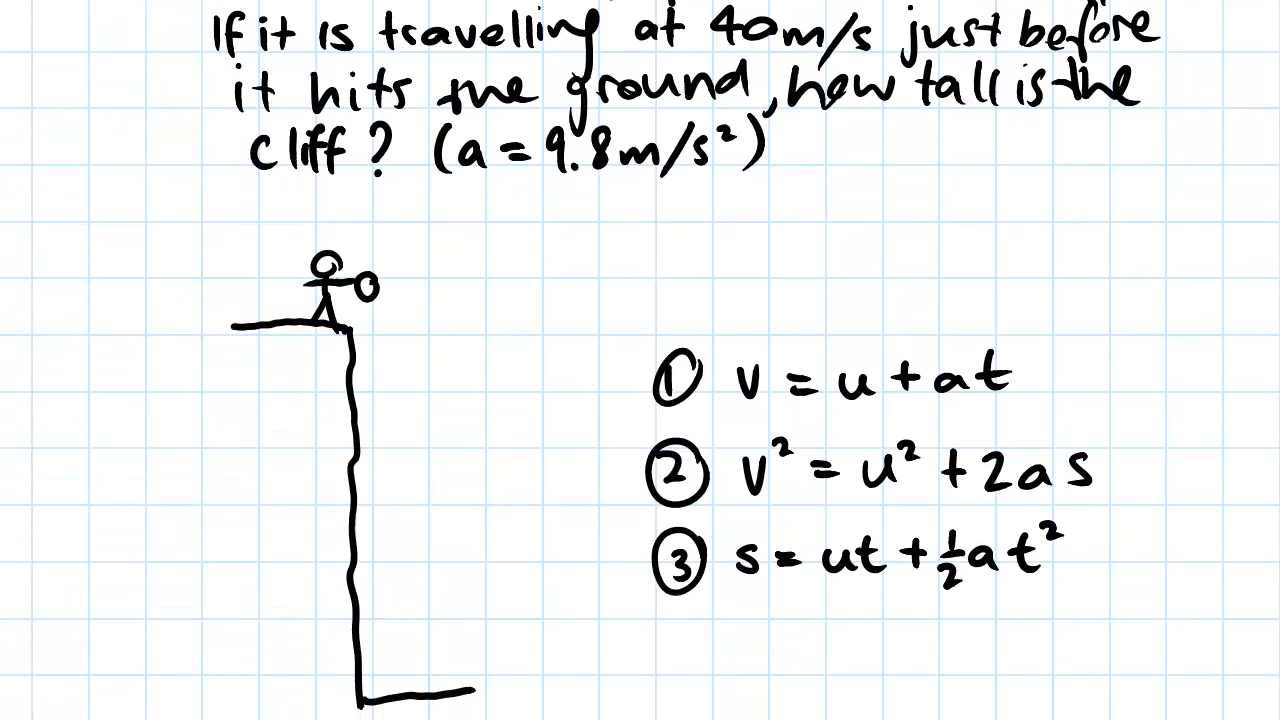 If it is travelling at 40m/s just before
it hits the ground, how tall is the
cliff? (a = 9.8m/s²)
① v = u + at
② v² = u² + 2as
③ s = ut + ½at²